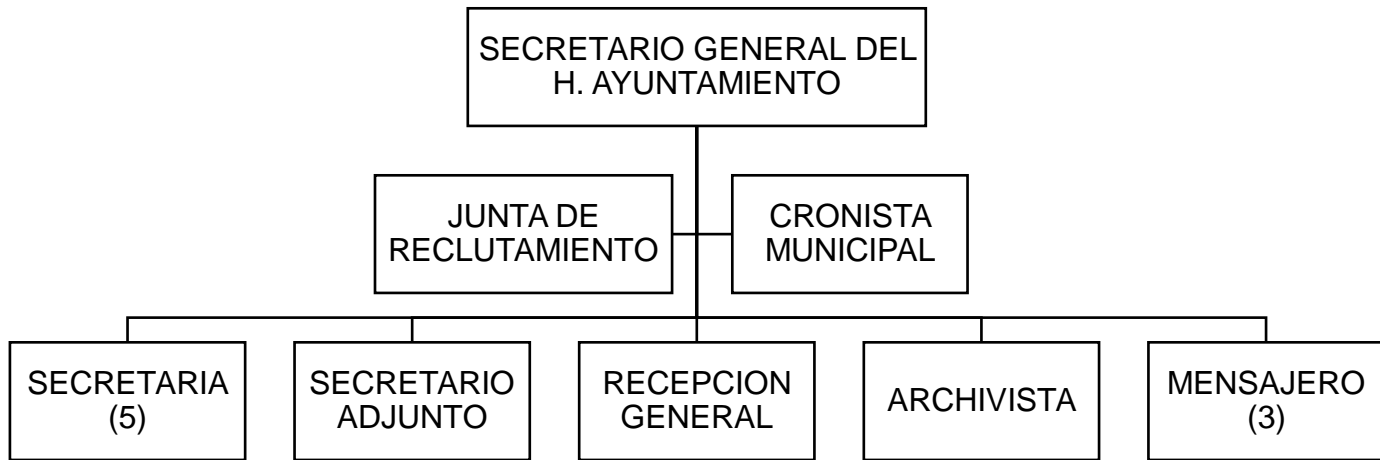 SECRETARIO GENERAL DEL
H. AYUNTAMIENTO
JUNTA DE
RECLUTAMIENTO
CRONISTA
MUNICIPAL
SECRETARIA
(5)
SECRETARIO
ADJUNTO
RECEPCION
GENERAL
ARCHIVISTA
MENSAJERO
(3)